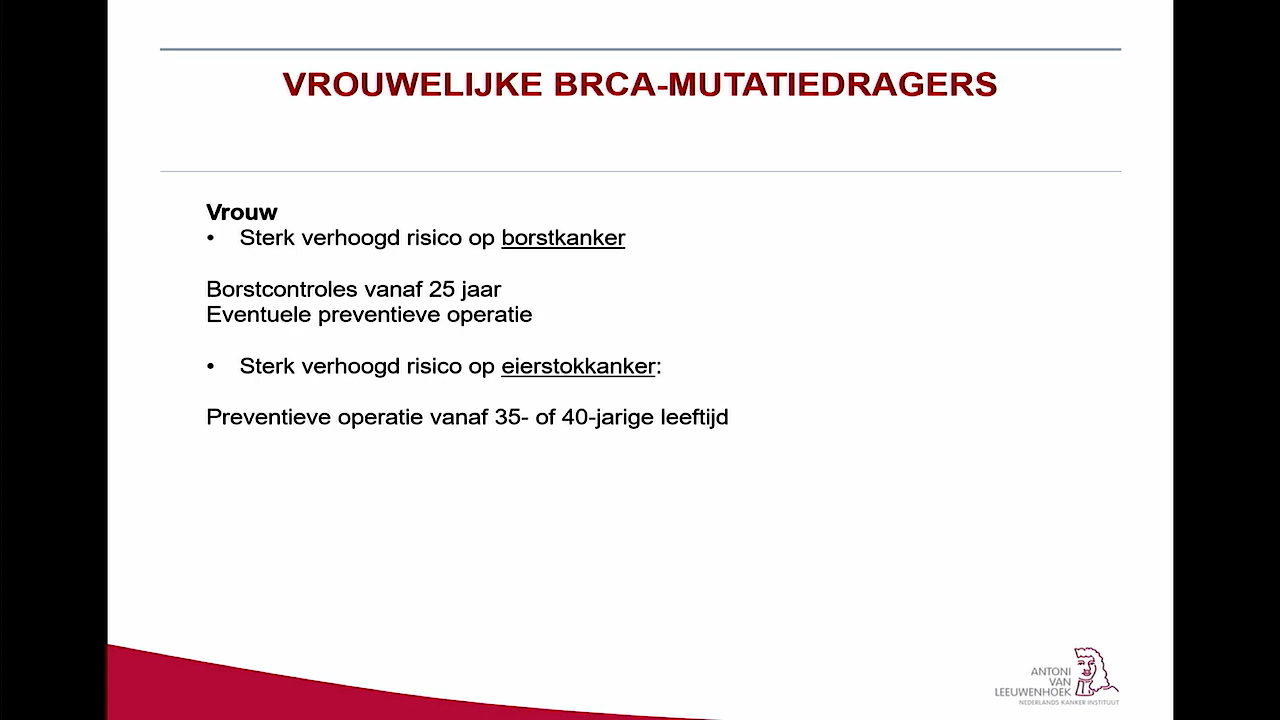 VROUWELIJKE BRCA-MUTATIEDRAGERS
Vrouw
• Sterk verhoogd risico op borstkanker
Borstcontroles vanaf 25 jaar
Eventuele preventieve operatie
• Sterk verhoogd risico op eierstokkanker:
Preventieve operatie vanaf 35- of 40-jarige leeftijd
ANTONI
VAN
LEEUWENHOEK
NEDERLANDS KANKER INSTITUUT